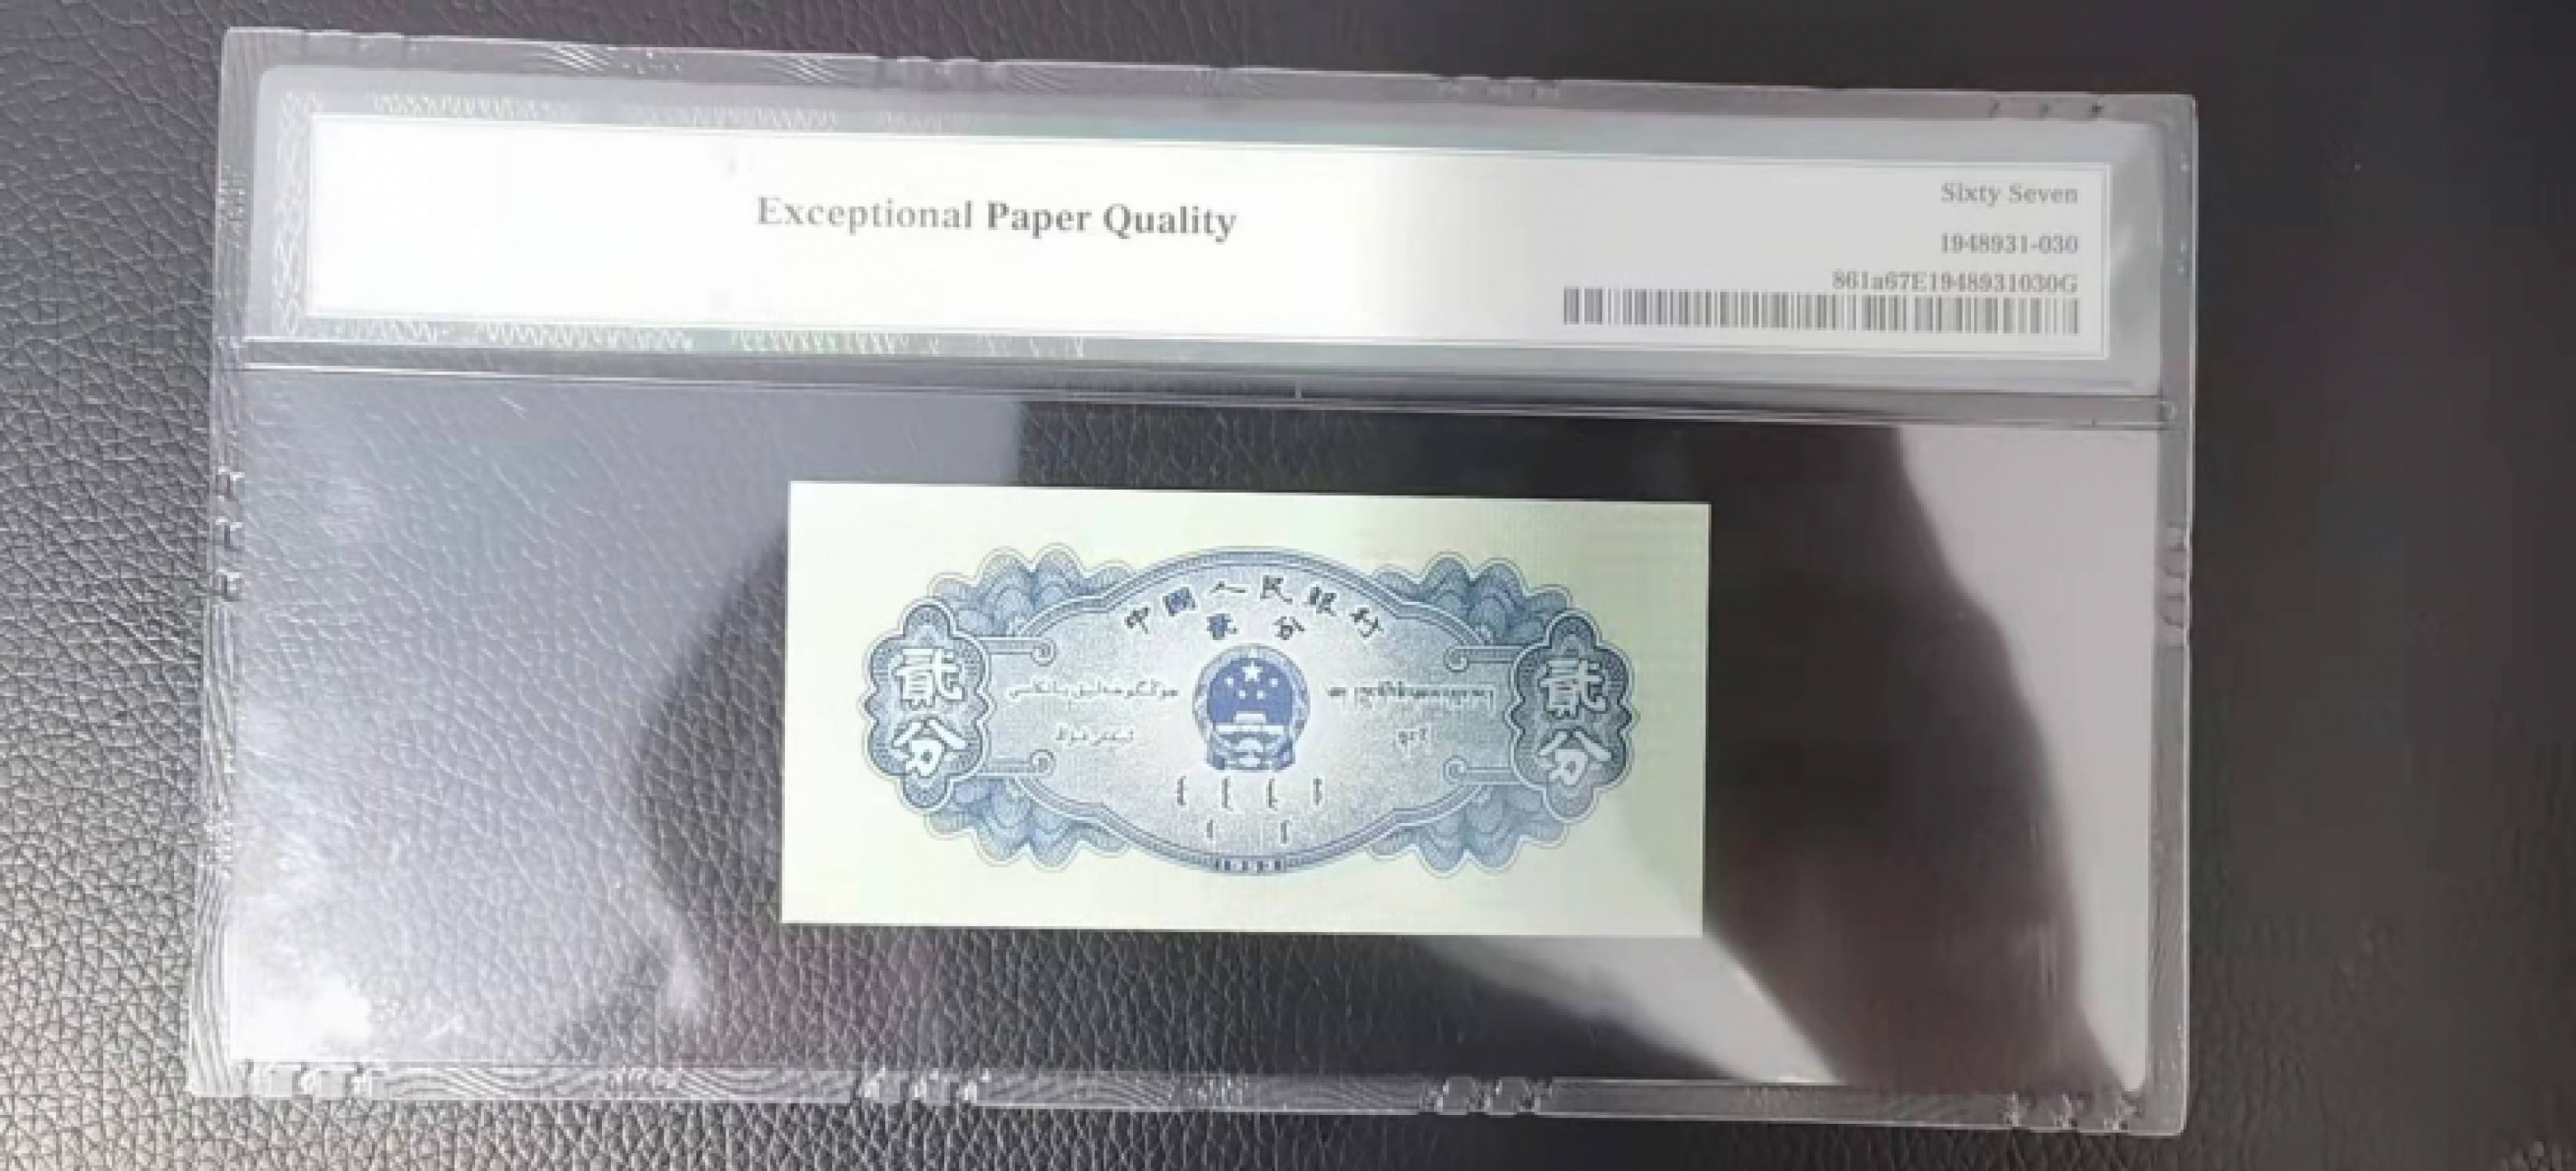 Exceptional Paper Quality
Sixty Seven
1948931-030
861a67E1948931030G
中國人民銀行
貳分
貳分
貳分